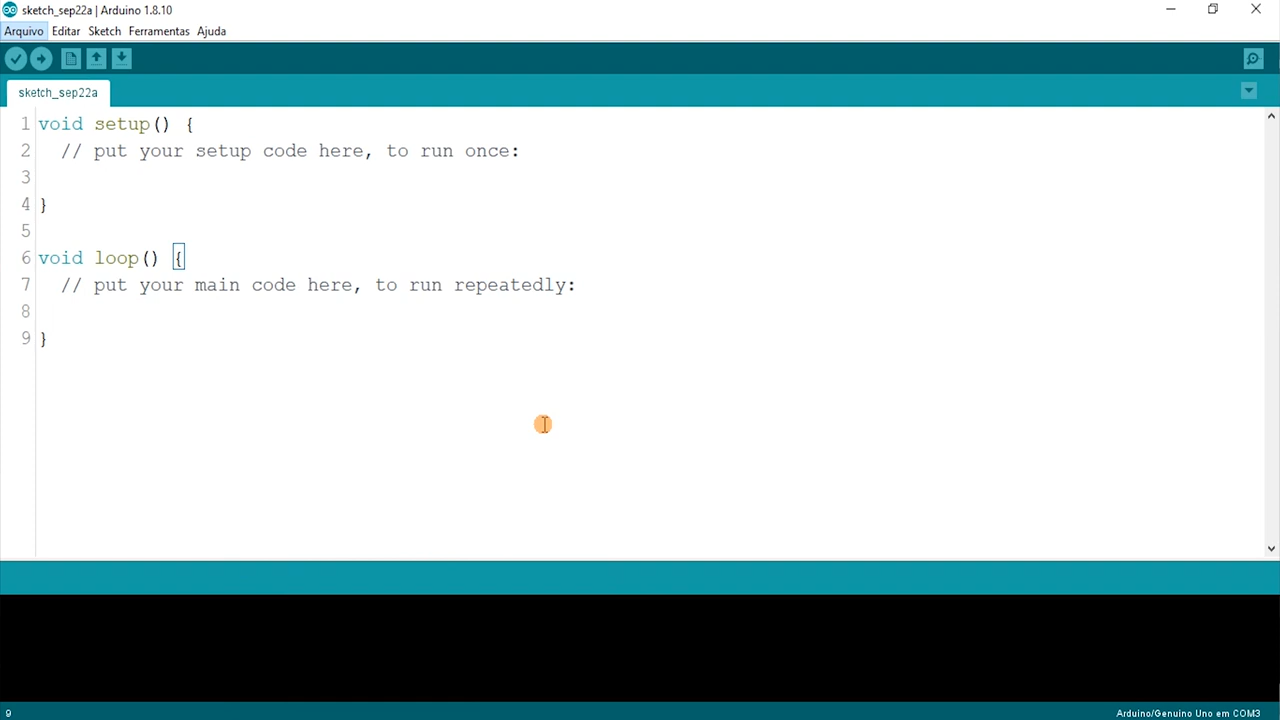 sketch_sep22a | Arduino 1.8.10
Arquivo Editar Sketch Ferramentas Ajuda
sketch_sep22a
1 void setup() {
2   // put your setup code here, to run once:
3
4 }
5
6 void loop() {
7   // put your main code here, to run repeatedly:
8
9 }
9 Arduino/Genuino Uno em COM3